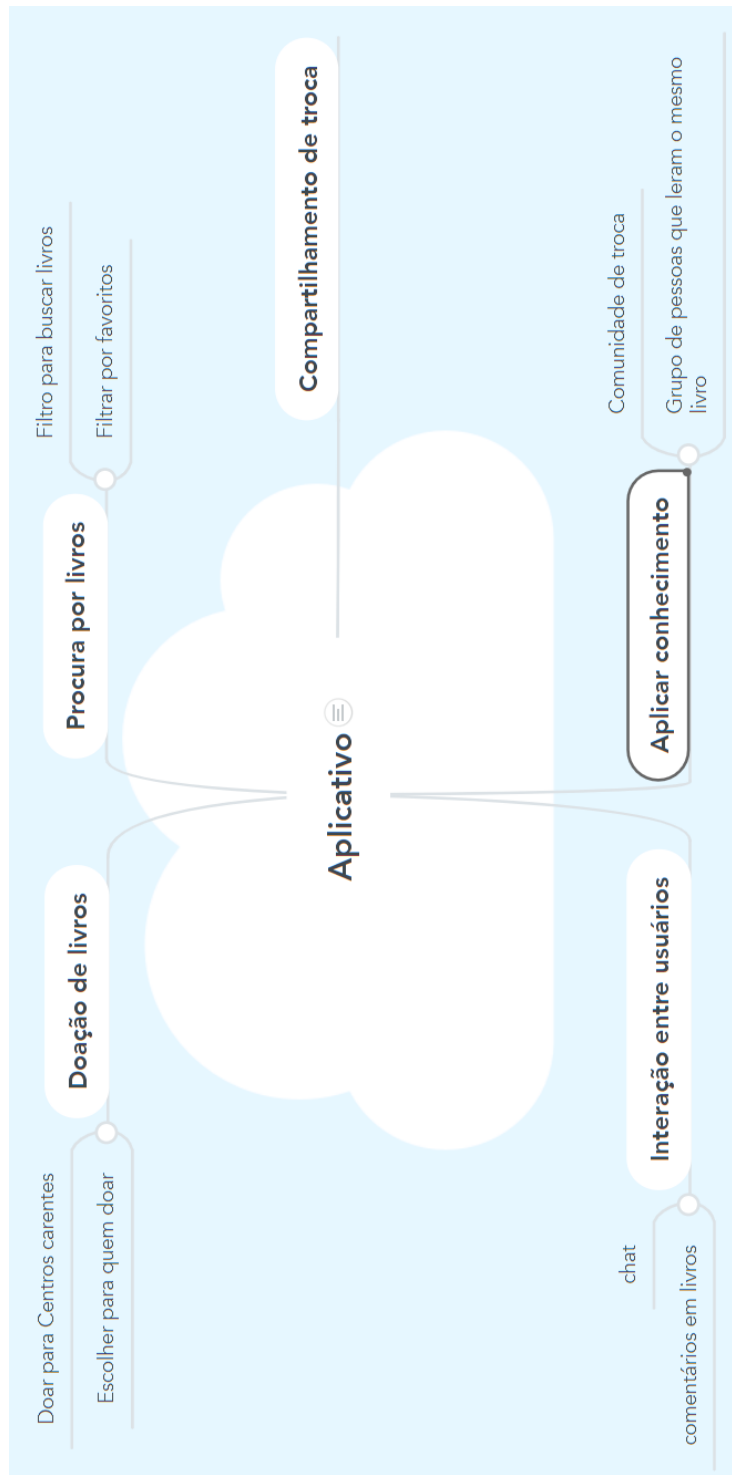 Doar para Centros carentes
Escolher para quem doar
Doação de livros
Procura por livros
Filtro para buscar livros
Filtrar por favoritos
Compartilhamento de troca
Aplicativo
chat
comentários em livros
Interação entre usuários
Aplicar conhecimento
Comunidade de troca
Grupo de pessoas que leram o mesmo
livro